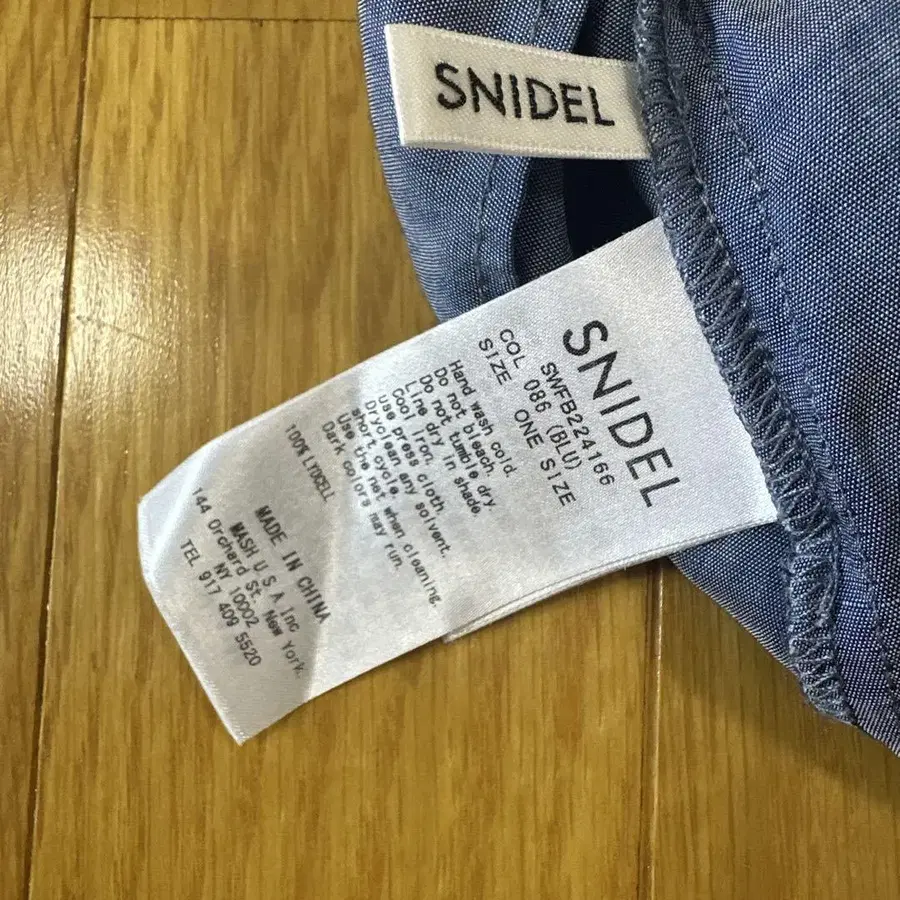 SNIDEL
SNIDEL
SWFB224166
COL 086 (BLU)
SIZE ONE SIZE
Hand wash cold.
Do not bleach.
Do not tumble dry.
Line dry in shade.
Cool Iron.
use press cloth.
Dryclean any solvent.
short cycle.
Use the net when cleaning.
Dark colors may run.
100% LYOCELL
MADE IN CHINA
MASH U S A Inc
144 Orchard St. New York.
NY 10002
TEL 917 409 5520